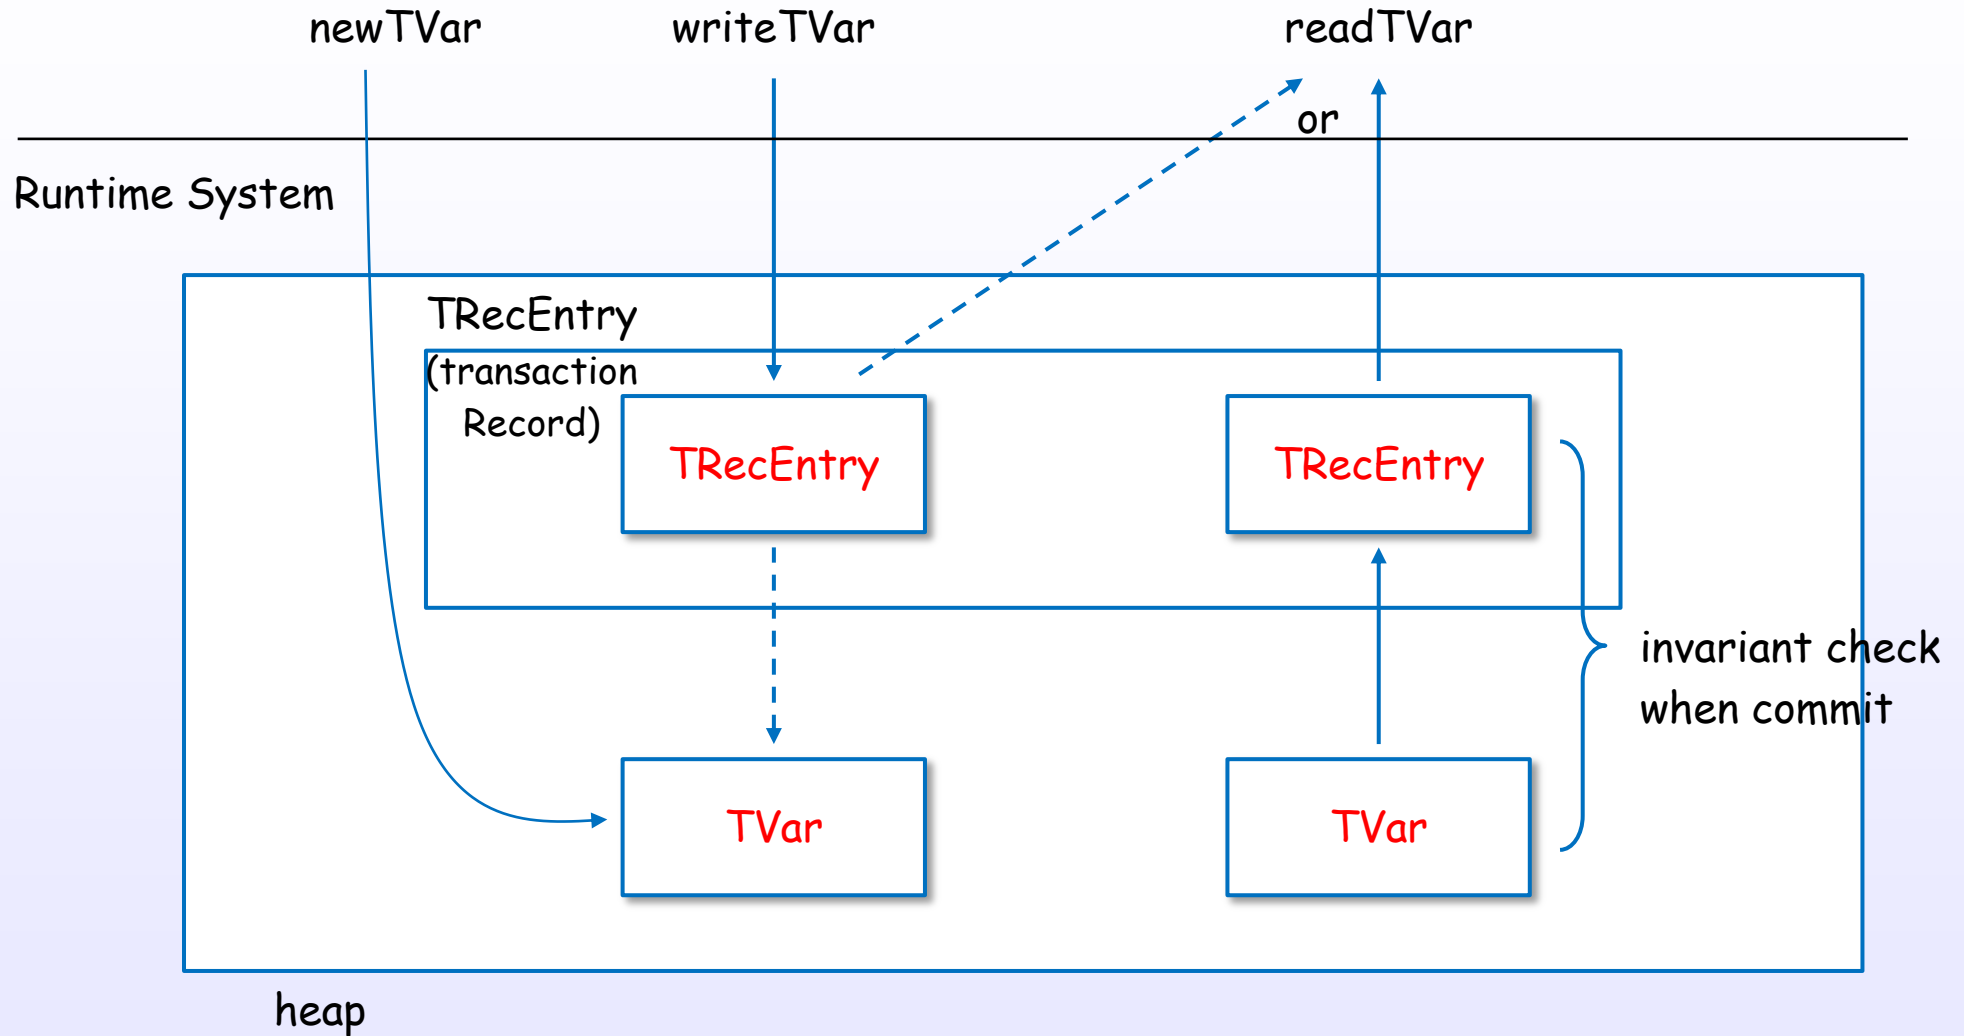 newTVar
writeTVar
readTVar
or
Runtime System
TRecEntry
(transaction
Record)
TRecEntry
TRecEntry
invariant check
when commit
TVar
TVar
heap